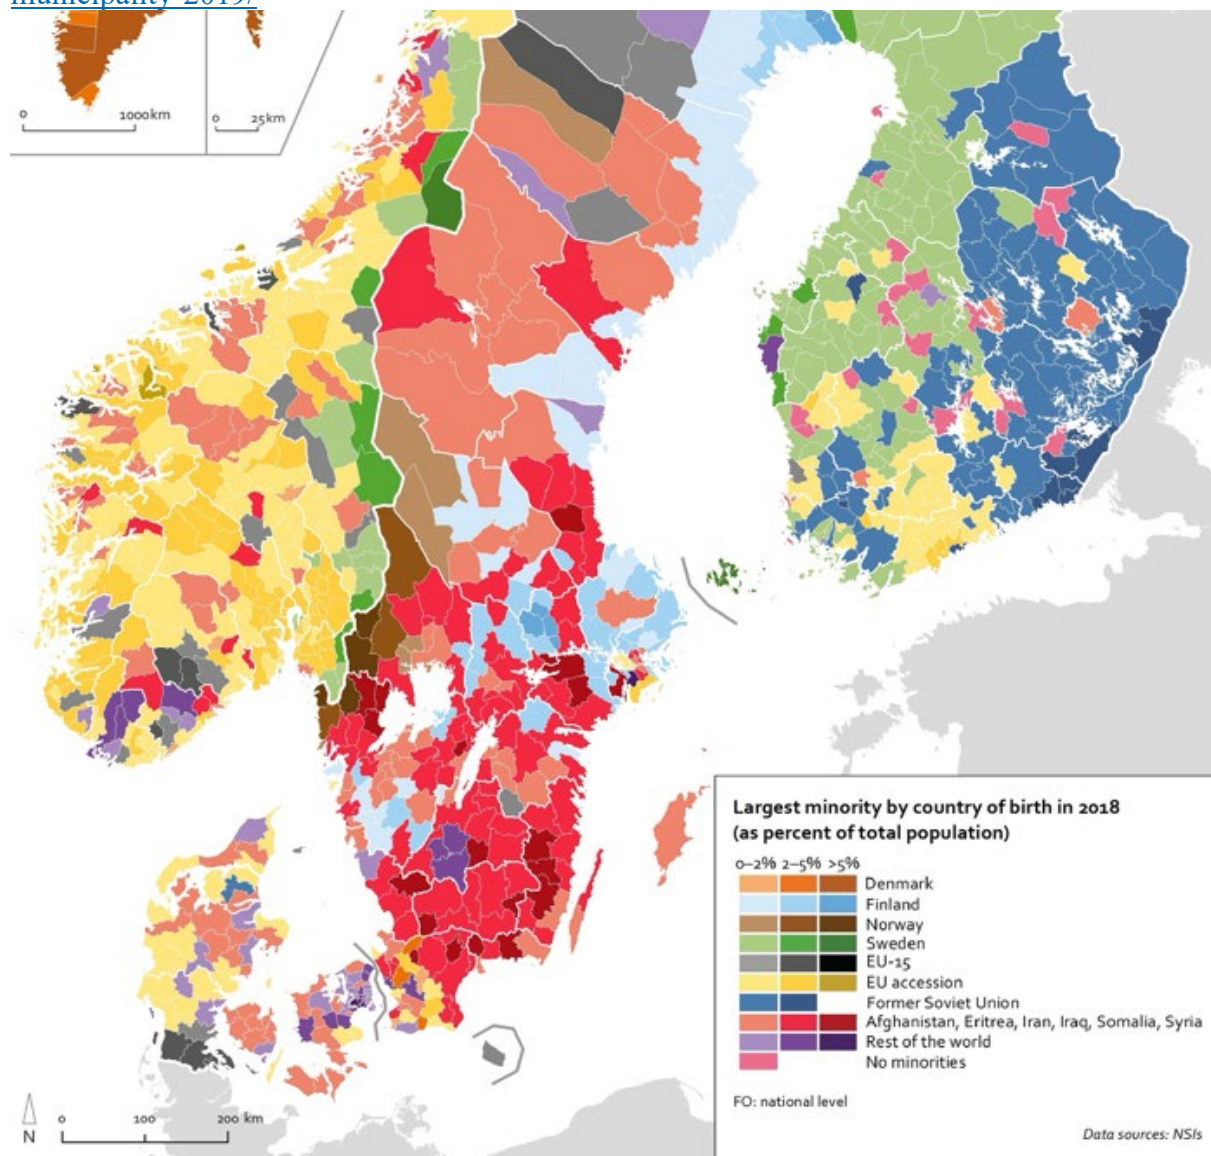 municipality-2019/
0 1000km
0 25km
Largest minority by country of birth in 2018
(as percent of total population)
0–2% 2–5% >5%
Denmark
Finland
Norway
Sweden
EU-15
EU accession
Former Soviet Union
Afghanistan, Eritrea, Iran, Iraq, Somalia, Syria
Rest of the world
No minorities
FO: national level
N
0 100 200 km
Data sources: NSIs